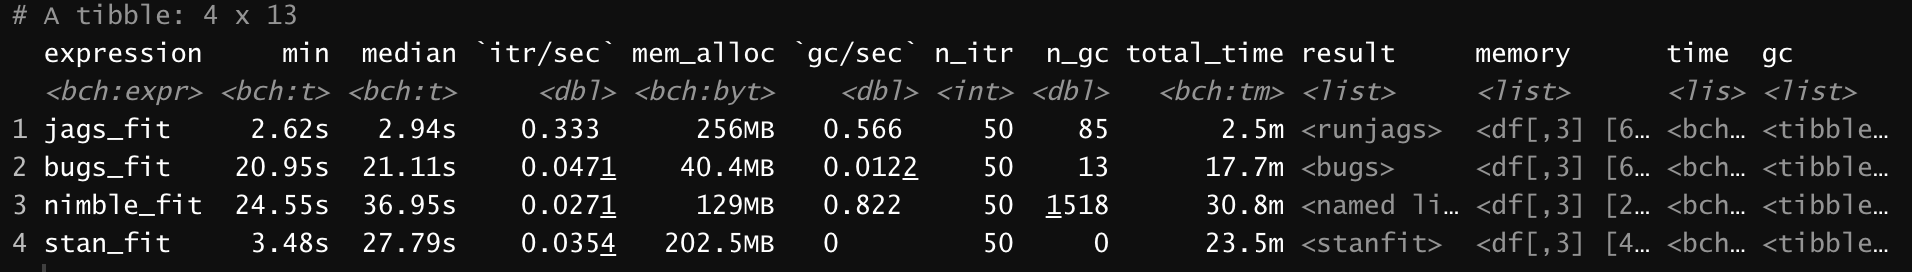 # A tibble: 4 x 13
expression min median `itr/sec` mem_alloc `gc/sec` n_itr n_gc total_time result memory time gc
<bch:expr> <bch:t> <bch:t> <dbl> <bch:byt> <dbl> <int> <dbl> <bch:tm> <list> <list> <lis> <list>
1 jags_fit 2.62s 2.94s 0.333 256MB 0.566 50 85 2.5m <runjags> <df[,3] [6… <bch… <tibble…
2 bugs_fit 20.95s 21.11s 0.0471 40.4MB 0.0122 50 13 17.7m <bugs> <df[,3] [6… <bch… <tibble…
3 nimble_fit 24.55s 36.95s 0.0271 129MB 0.822 50 1518 30.8m <named li… <df[,3] [2… <bch… <tibble…
4 stan_fit 3.48s 27.79s 0.0354 202.5MB 0 50 0 23.5m <stanfit> <df[,3] [4… <bch… <tibble…